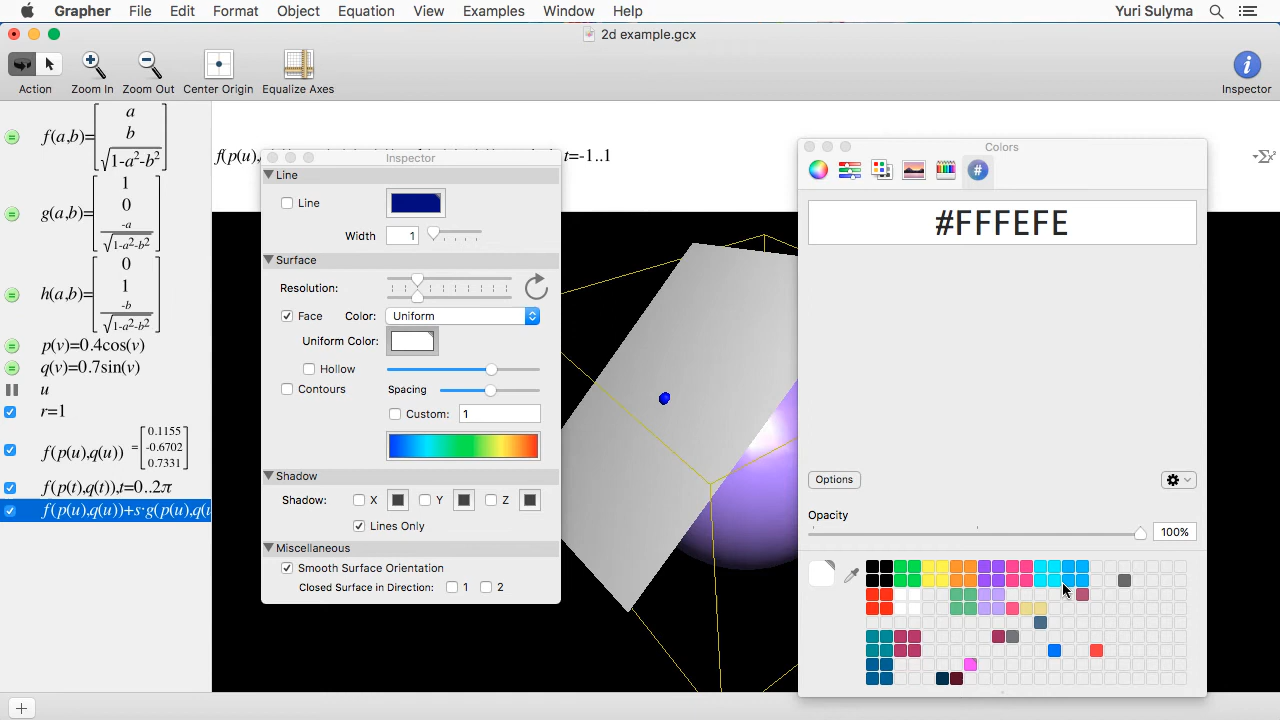 Grapher File Edit Format Object Equation View Examples Window Help Yuri Sulyma
2d example.gcx
Action Zoom In Zoom Out Center Origin Equalize Axes Inspector
f(a,b)=[a b √1-a²-b²]
g(a,b)=[1 0 -a/√1-a²-b²]
h(a,b)=[0 1 -b/√1-a²-b²]
p(v)=0.4cos(v)
q(v)=0.7sin(v)
u
r=1
f(p(u),q(u)) =[0.1155 -0.6702 0.7331]
f(p(t),q(t)),t=0..2π
f(p(u),q(u))+s·g(p(u),q(u
f(p(u),
t=-1..1
Σx²
Inspector
Line
Line
Width 1
Surface
Resolution:
Face Color: Uniform
Uniform Color:
Hollow
Contours Spacing
Custom: 1
Shadow
Shadow: X Y Z
Lines Only
Miscellaneous
Smooth Surface Orientation
Closed Surface in Direction: 1 2
Colors
#
#FFFEFE
Options
Opacity
100%